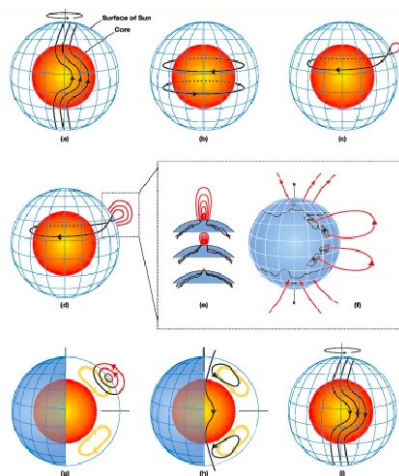 Surface of Sun
Core
(a)
(b)
(c)
(d)
(e)
(f)
(g)
(h)
(i)